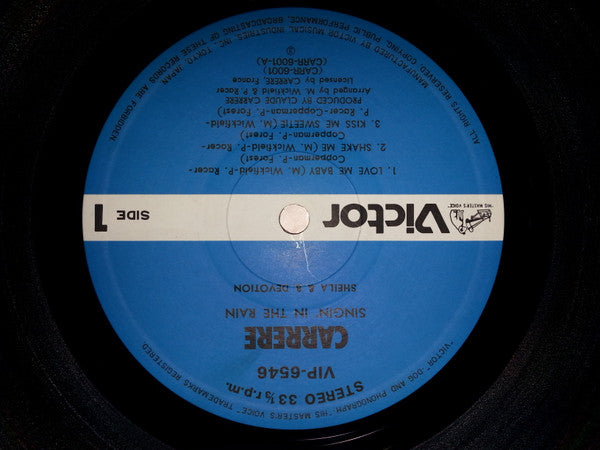 STEREO 33⅓ r.p.m.
VIP-6546
CARRERE
SINGIN' IN THE RAIN
SHEILA & B DEVOTION
"HIS MASTER'S VOICE"
Victor
SIDE 1
1. LOVE ME BABY (M. Wickfield-P. Racer-
Copperman-P. Forest)
2. SHAKE ME (M. Wickfield-P. Racer-
Copperman-P. Forest)
3. KISS ME SWEETIE (M. Wickfield-
P. Racer-Copperman-P. Forest)
PRODUCED BY CLAUDE CARRERE
Arranged by M. Wickfield & P. Racer
Licensed by CARRERE, France
(CARR-6001)
(CARR-6001-A)
"VICTOR" DOG AND PHONOGRAPH "HIS MASTER'S VOICE" TRADEMARKS REGISTERED.
MANUFACTURED BY VICTOR MUSICAL INDUSTRIES, INC. TOKYO, JAPAN
ALL RIGHTS RESERVED; COPYING, PUBLIC PERFORMANCE, BROADCASTING OF THESE RECORDS ARE FORBIDDEN.